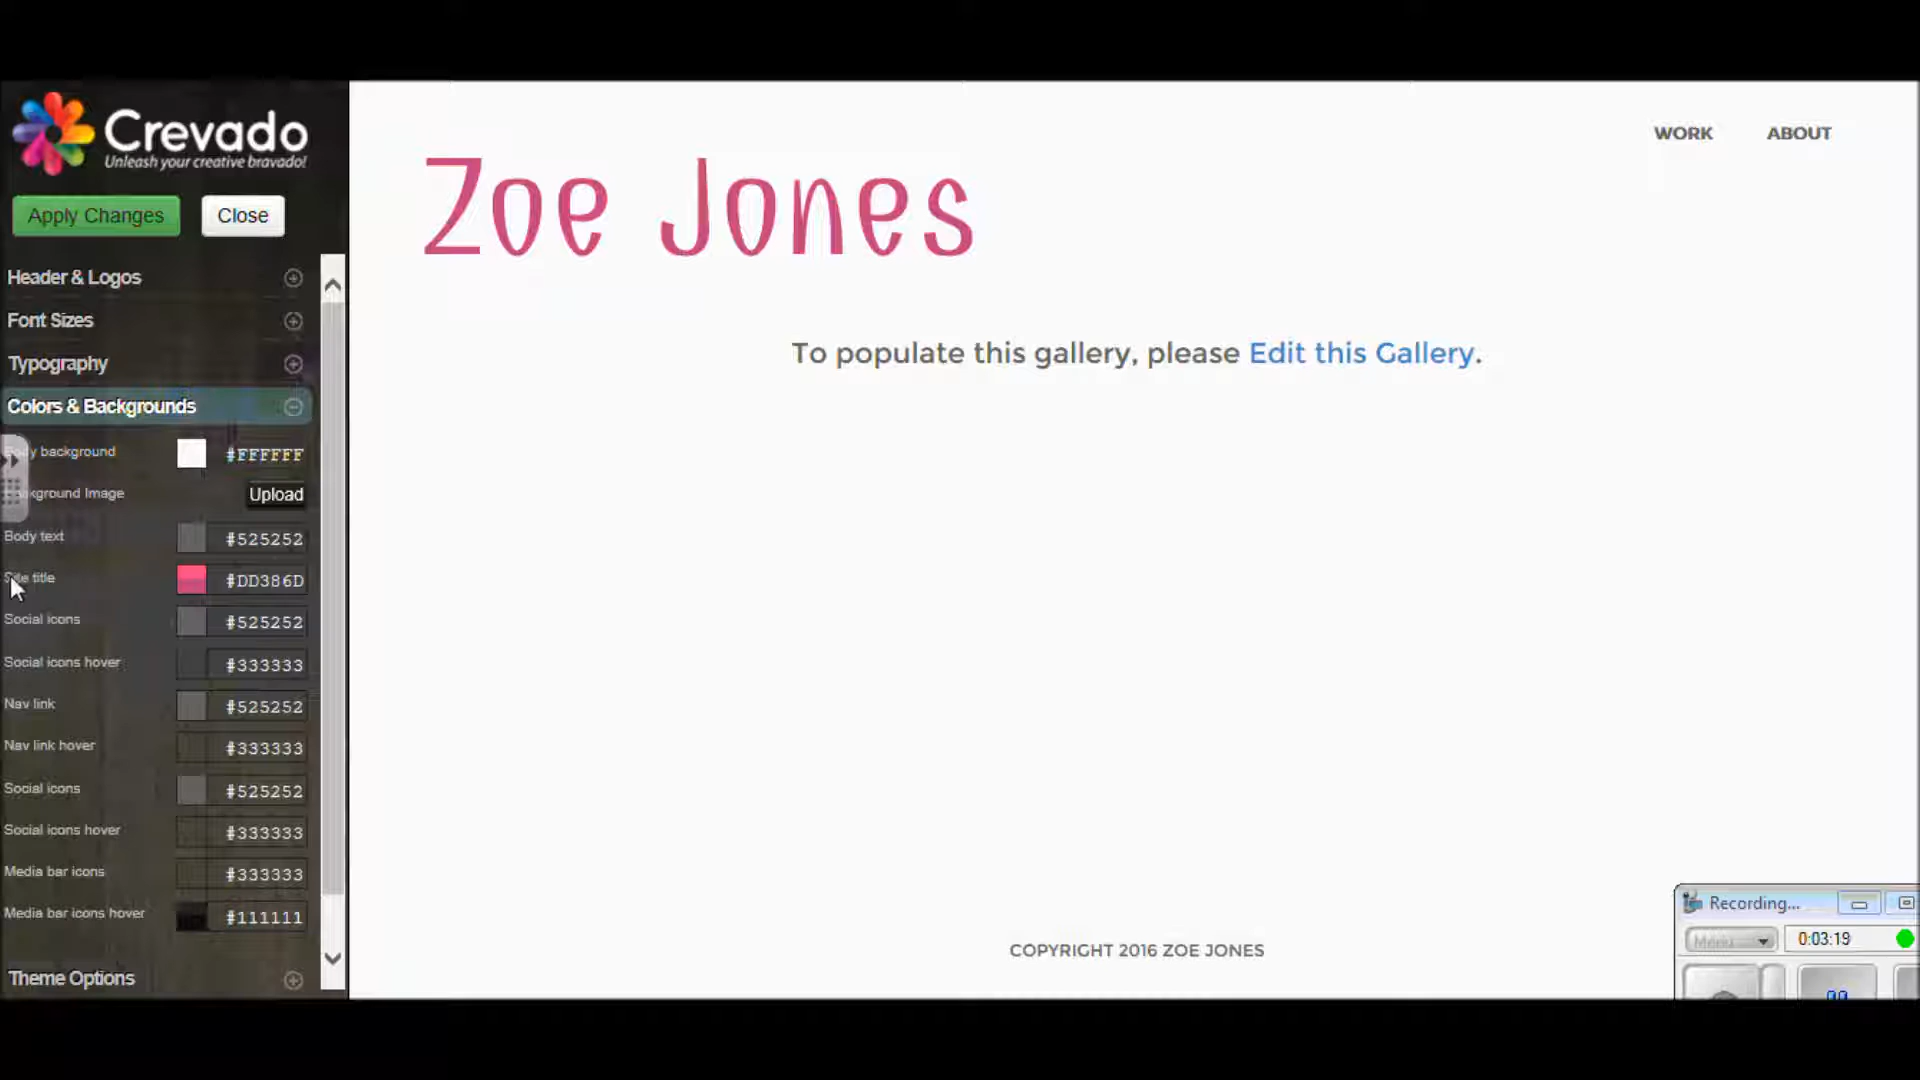 Crevado
Unleash your creative bravado!
Apply Changes
Close
Header & Logos
Font Sizes
Typography
Colors & Backgrounds
#FFFFFF
Upload
Body text
#525252
Site title
#DD386D
Social icons
#525252
Social icons hover
#333333
Nav link
#525252
Nav link hover
#333333
Social icons
#525252
Social icons hover
#333333
Media bar icons
#333333
Media bar icons hover
#111111
Theme Options
WORK
ABOUT
Zoe Jones
To populate this gallery, please Edit this Gallery.
COPYRIGHT 2016 ZOE JONES
Recording...
Menu
0:03:19